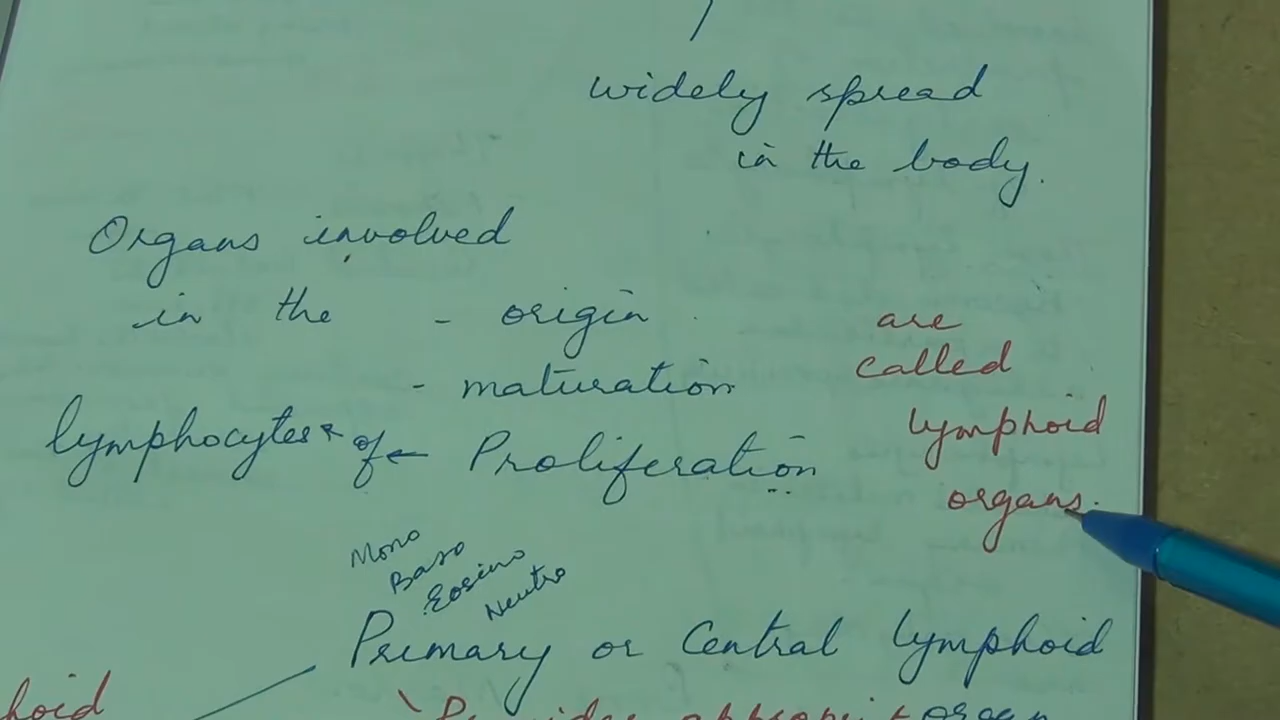 widely spread
in the body.
Organs involved
in the - origin
- maturation
lymphocytes of ← Proliferation
are
called
lymphoid
organs.
Mono
Baso
Eosino
Neutro
Primary or Central lymphoid
organ